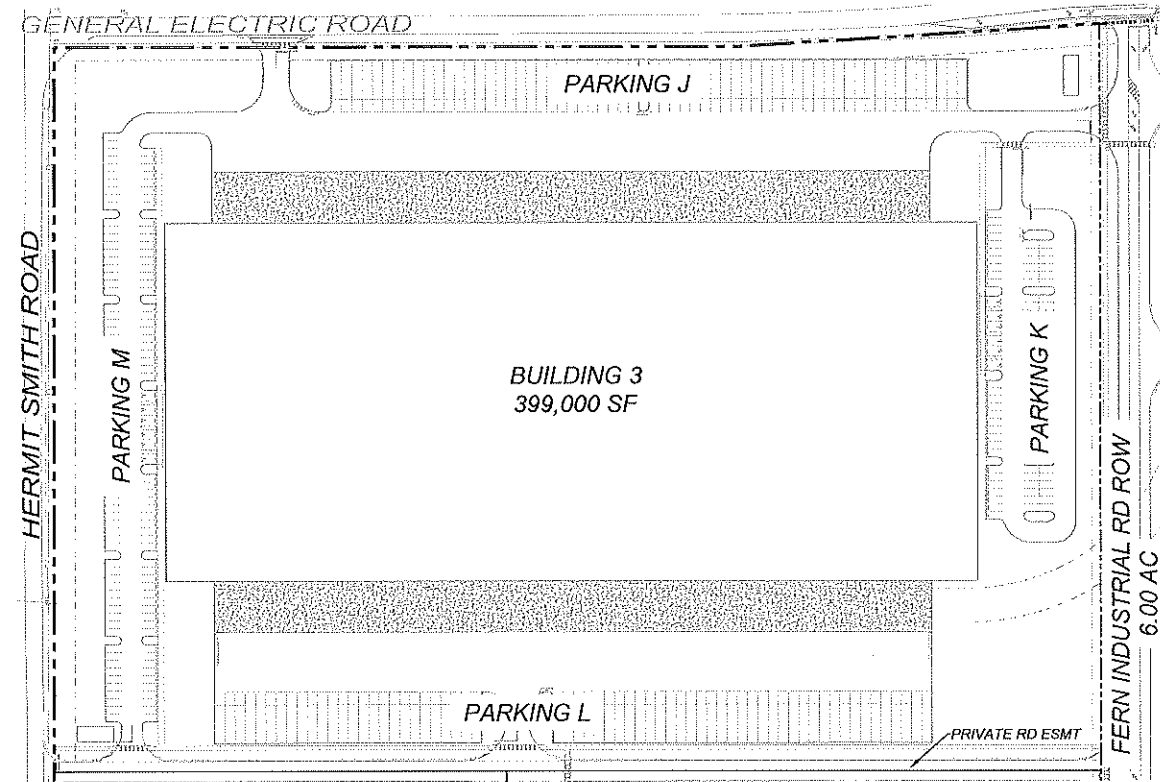 GENERAL ELECTRIC ROAD
PARKING J
HERMIT SMITH ROAD
PARKING M
BUILDING 3
399,000 SF
PARKING K
FERN INDUSTRIAL RD ROW
6.00 AC
PARKING L
PRIVATE RD ESMT